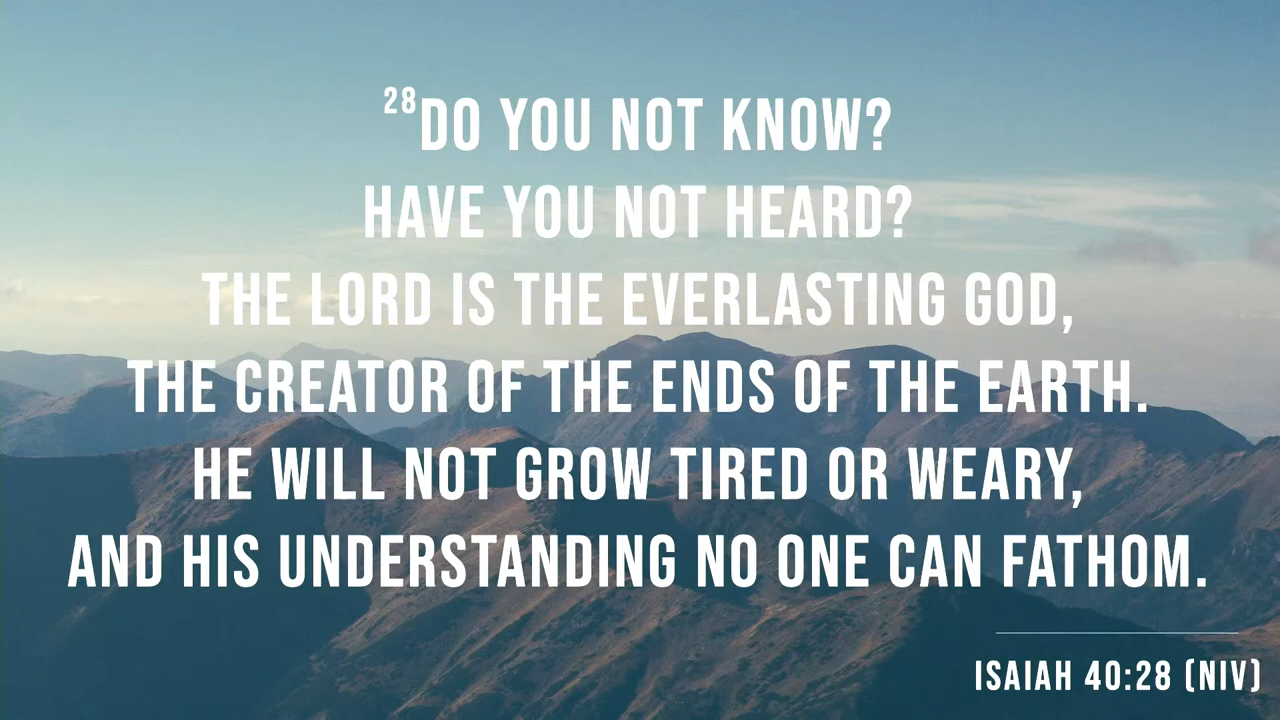 28DO YOU NOT KNOW?
HAVE YOU NOT HEARD?
THE LORD IS THE EVERLASTING GOD,
THE CREATOR OF THE ENDS OF THE EARTH.
HE WILL NOT GROW TIRED OR WEARY,
AND HIS UNDERSTANDING NO ONE CAN FATHOM.
ISAIAH 40:28 (NIV)